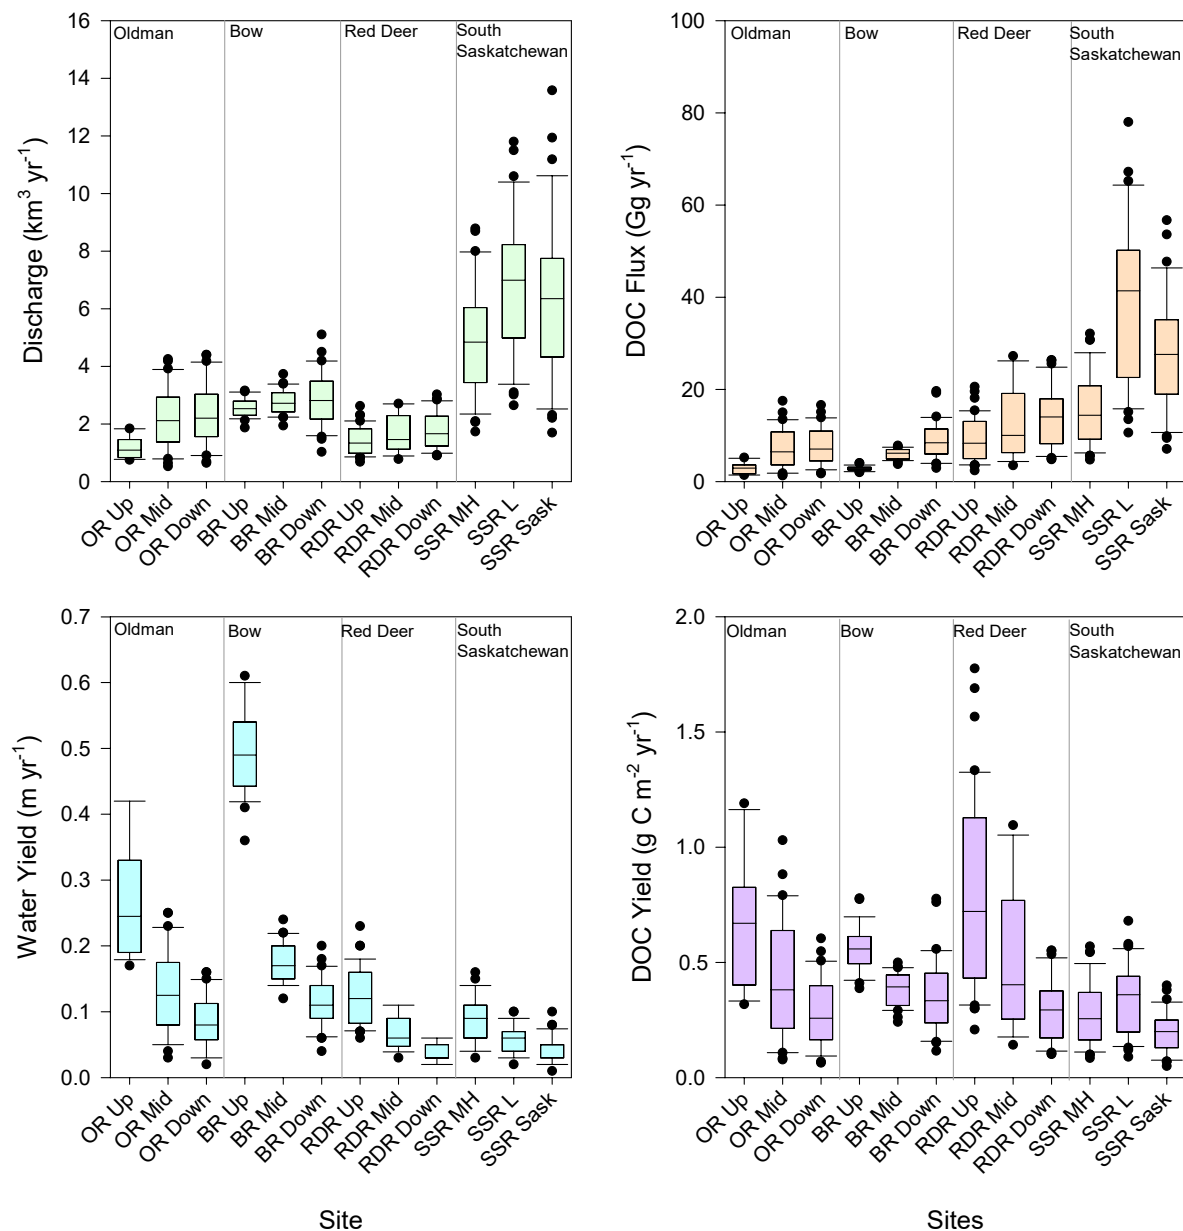 Oldman
Bow
Red Deer
South
Saskatchewan
Discharge (km³ yr⁻¹)
16
14
12
10
8
6
4
2
0
OR Up
OR Mid
OR Down
BR Up
BR Mid
BR Down
RDR Up
RDR Mid
RDR Down
SSR MH
SSR L
SSR Sask
Oldman
Bow
Red Deer
South
Saskatchewan
DOC Flux (Gg yr⁻¹)
100
80
60
40
20
0
OR Up
OR Mid
OR Down
BR Up
BR Mid
BR Down
RDR Up
RDR Mid
RDR Down
SSR MH
SSR L
SSR Sask
Oldman
Bow
Red Deer
South
Saskatchewan
Water Yield (m yr⁻¹)
0.7
0.6
0.5
0.4
0.3
0.2
0.1
0.0
OR Up
OR Mid
OR Down
BR Up
BR Mid
BR Down
RDR Up
RDR Mid
RDR Down
SSR MH
SSR L
SSR Sask
Site
Oldman
Bow
Red Deer
South
Saskatchewan
DOC Yield (g C m⁻² yr⁻¹)
2.0
1.5
1.0
0.5
0.0
OR Up
OR Mid
OR Down
BR Up
BR Mid
BR Down
RDR Up
RDR Mid
RDR Down
SSR MH
SSR L
SSR Sask
Sites